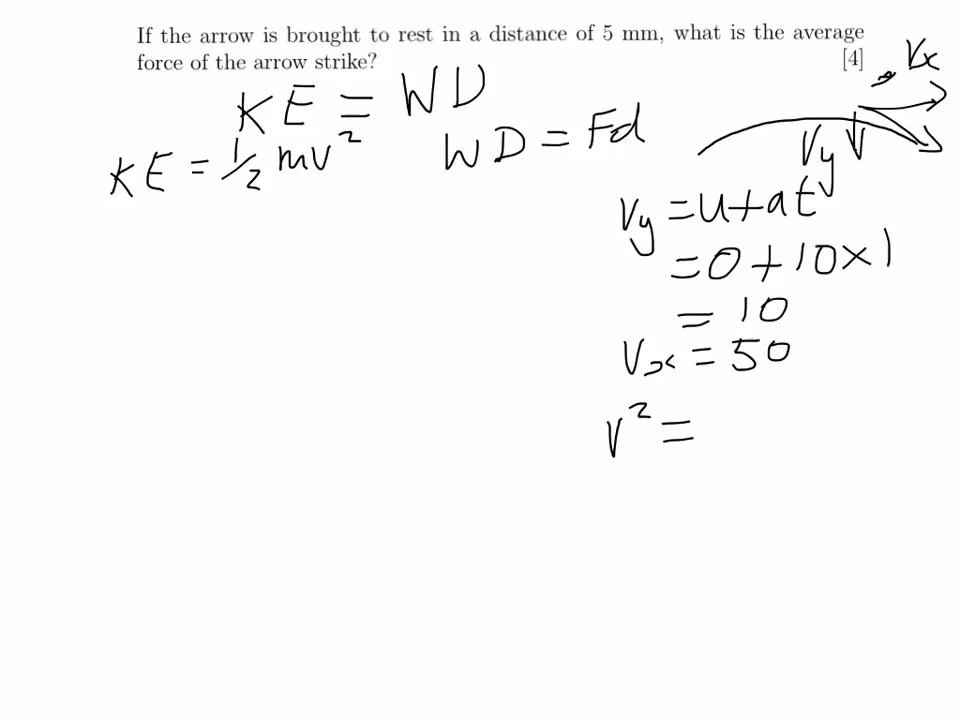 If the arrow is brought to rest in a distance of 5 mm, what is the average
force of the arrow strike? [4]
KE = WD
KE = 1/2 mv²
WD = Fd
Vx
Vy
Vy = u + at
= 0 + 10 × 1
= 10
Vx = 50
V² =